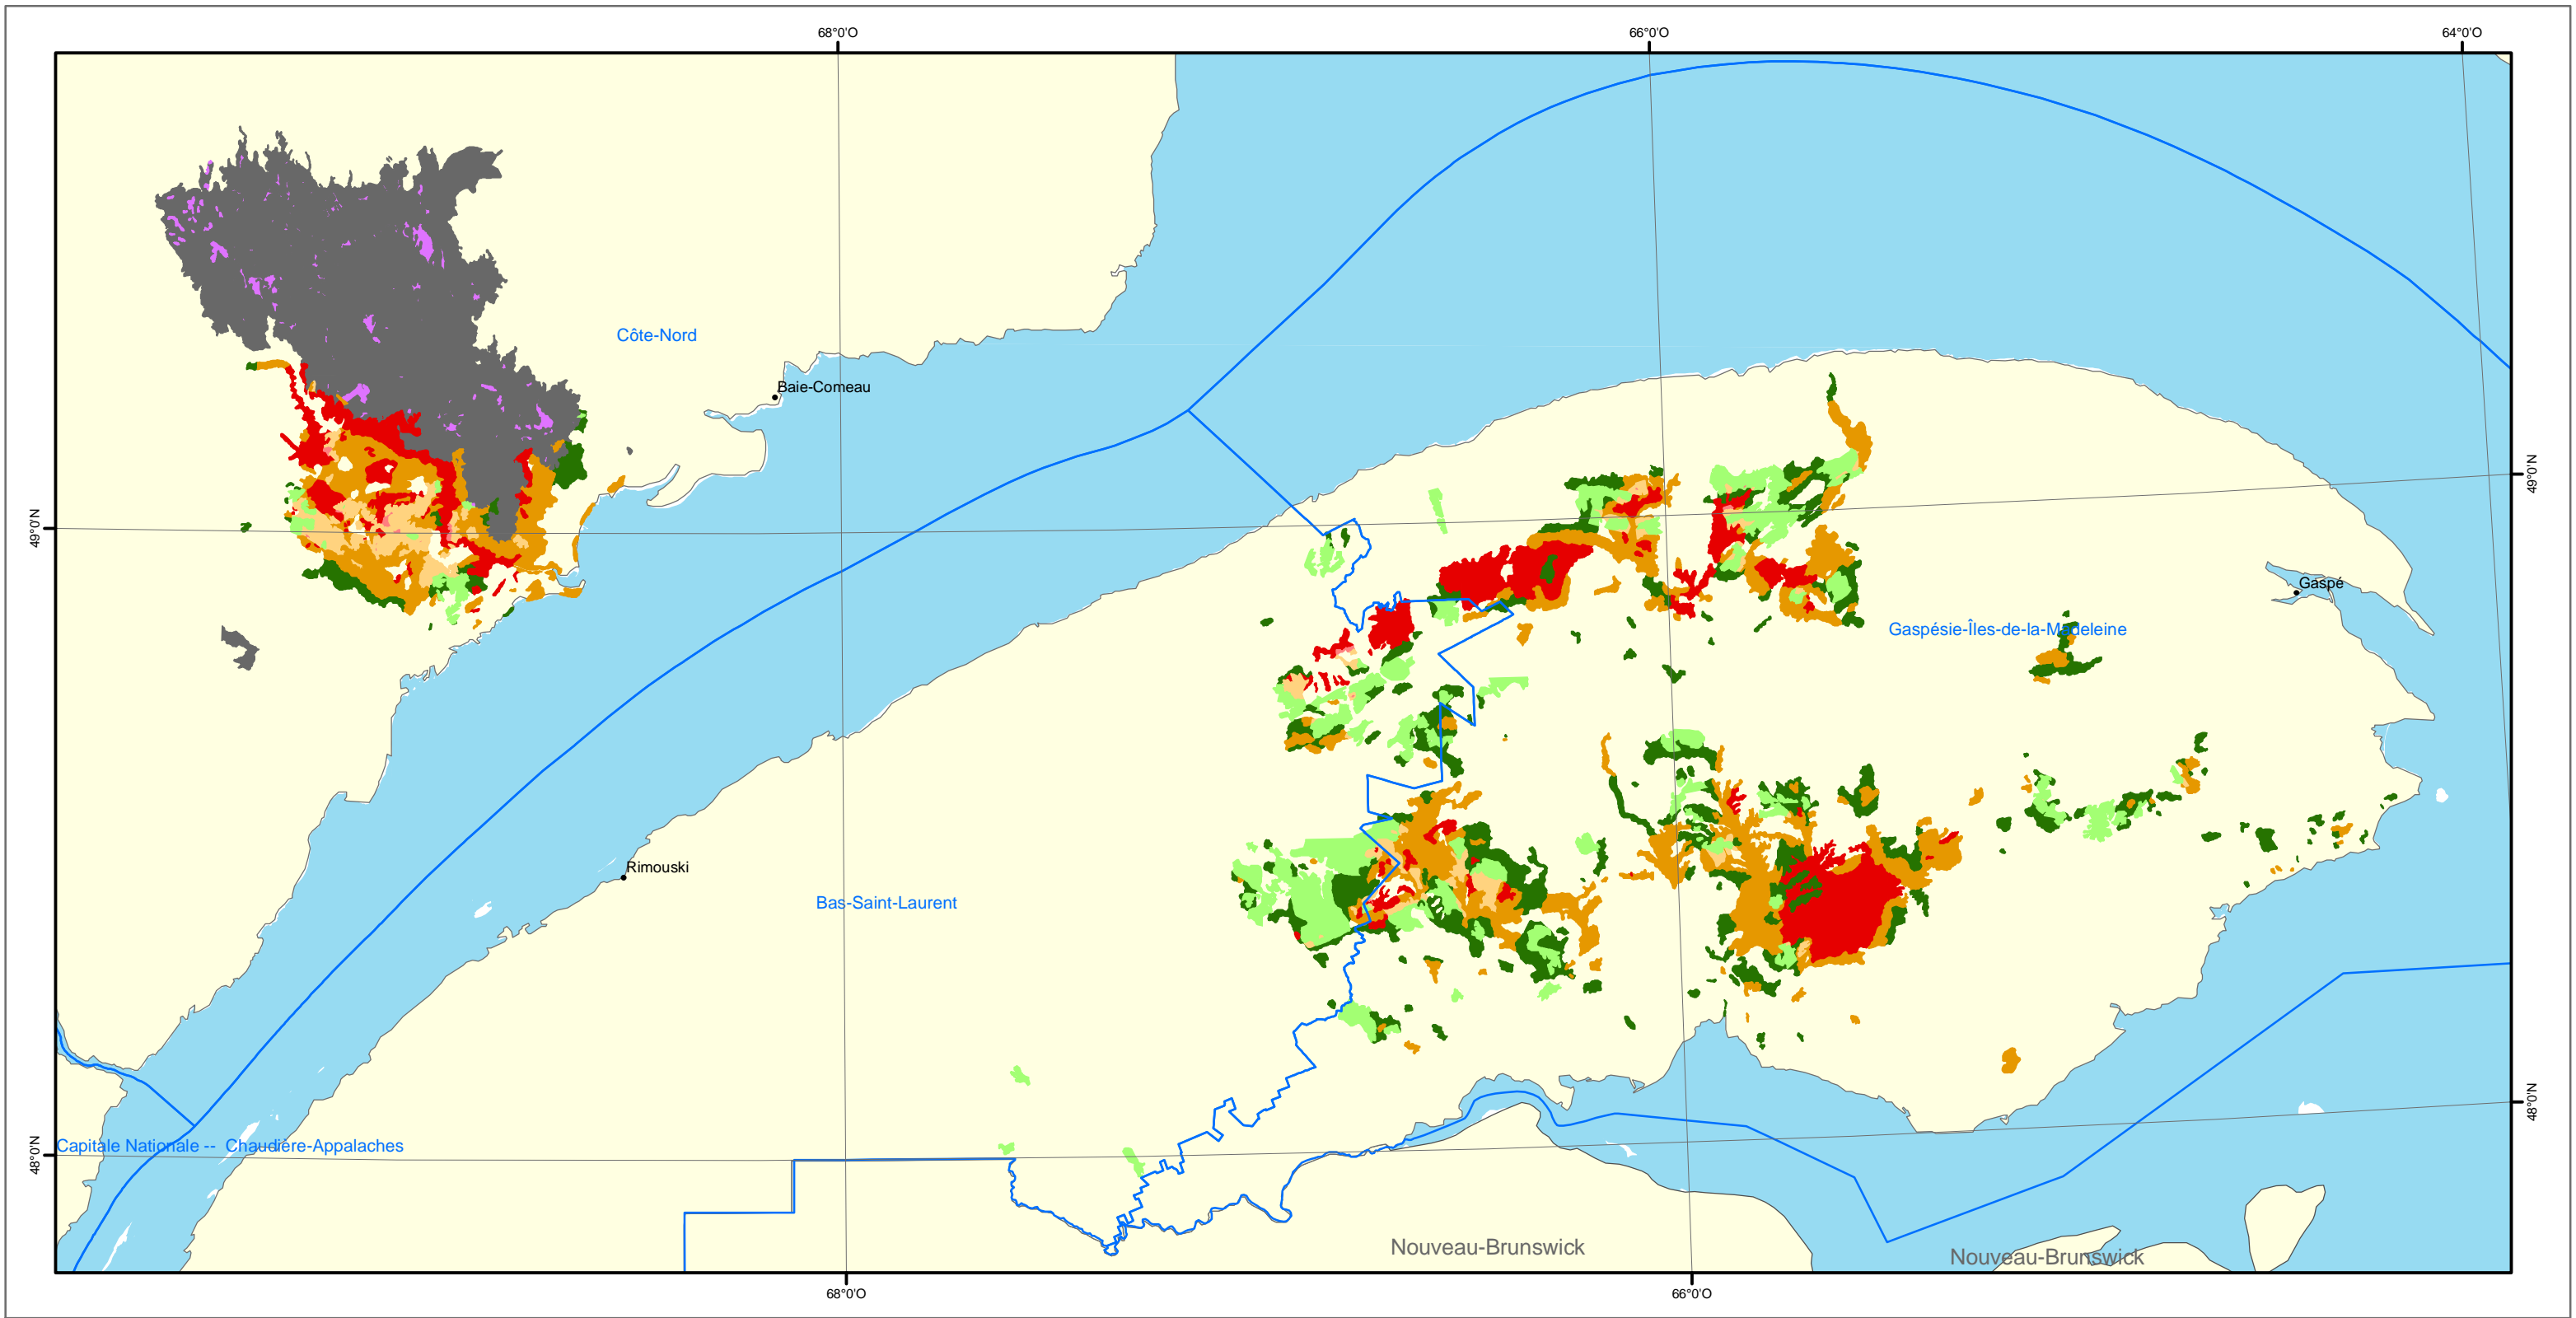 68°0'O
66°0'O
64°0'O
Côte-Nord
Baie-Comeau
49°0'N
49°0'N
Gaspé
Gaspésie-Îles-de-la-Madeleine
Rimouski
Bas-Saint-Laurent
48°0'N
48°0'N
Capitale Nationale -- Chaudière-Appalaches
Nouveau-Brunswick
Nouveau-Brunswick
68°0'O
66°0'O